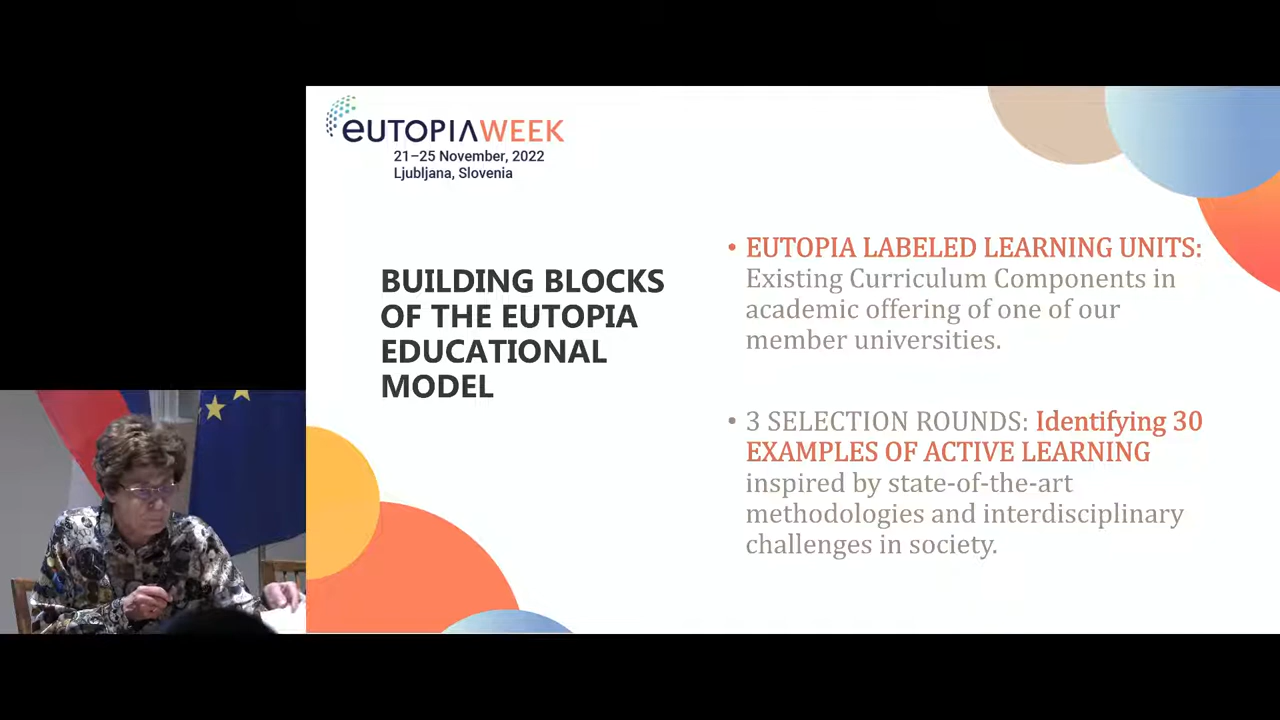 eUTOPIAWEEK
21–25 November, 2022
Ljubljana, Slovenia
BUILDING BLOCKS
OF THE EUTOPIA
EDUCATIONAL
MODEL
• EUTOPIA LABELED LEARNING UNITS:
Existing Curriculum Components in
academic offering of one of our
member universities.
• 3 SELECTION ROUNDS: Identifying 30
EXAMPLES OF ACTIVE LEARNING
inspired by state-of-the-art
methodologies and interdisciplinary
challenges in society.